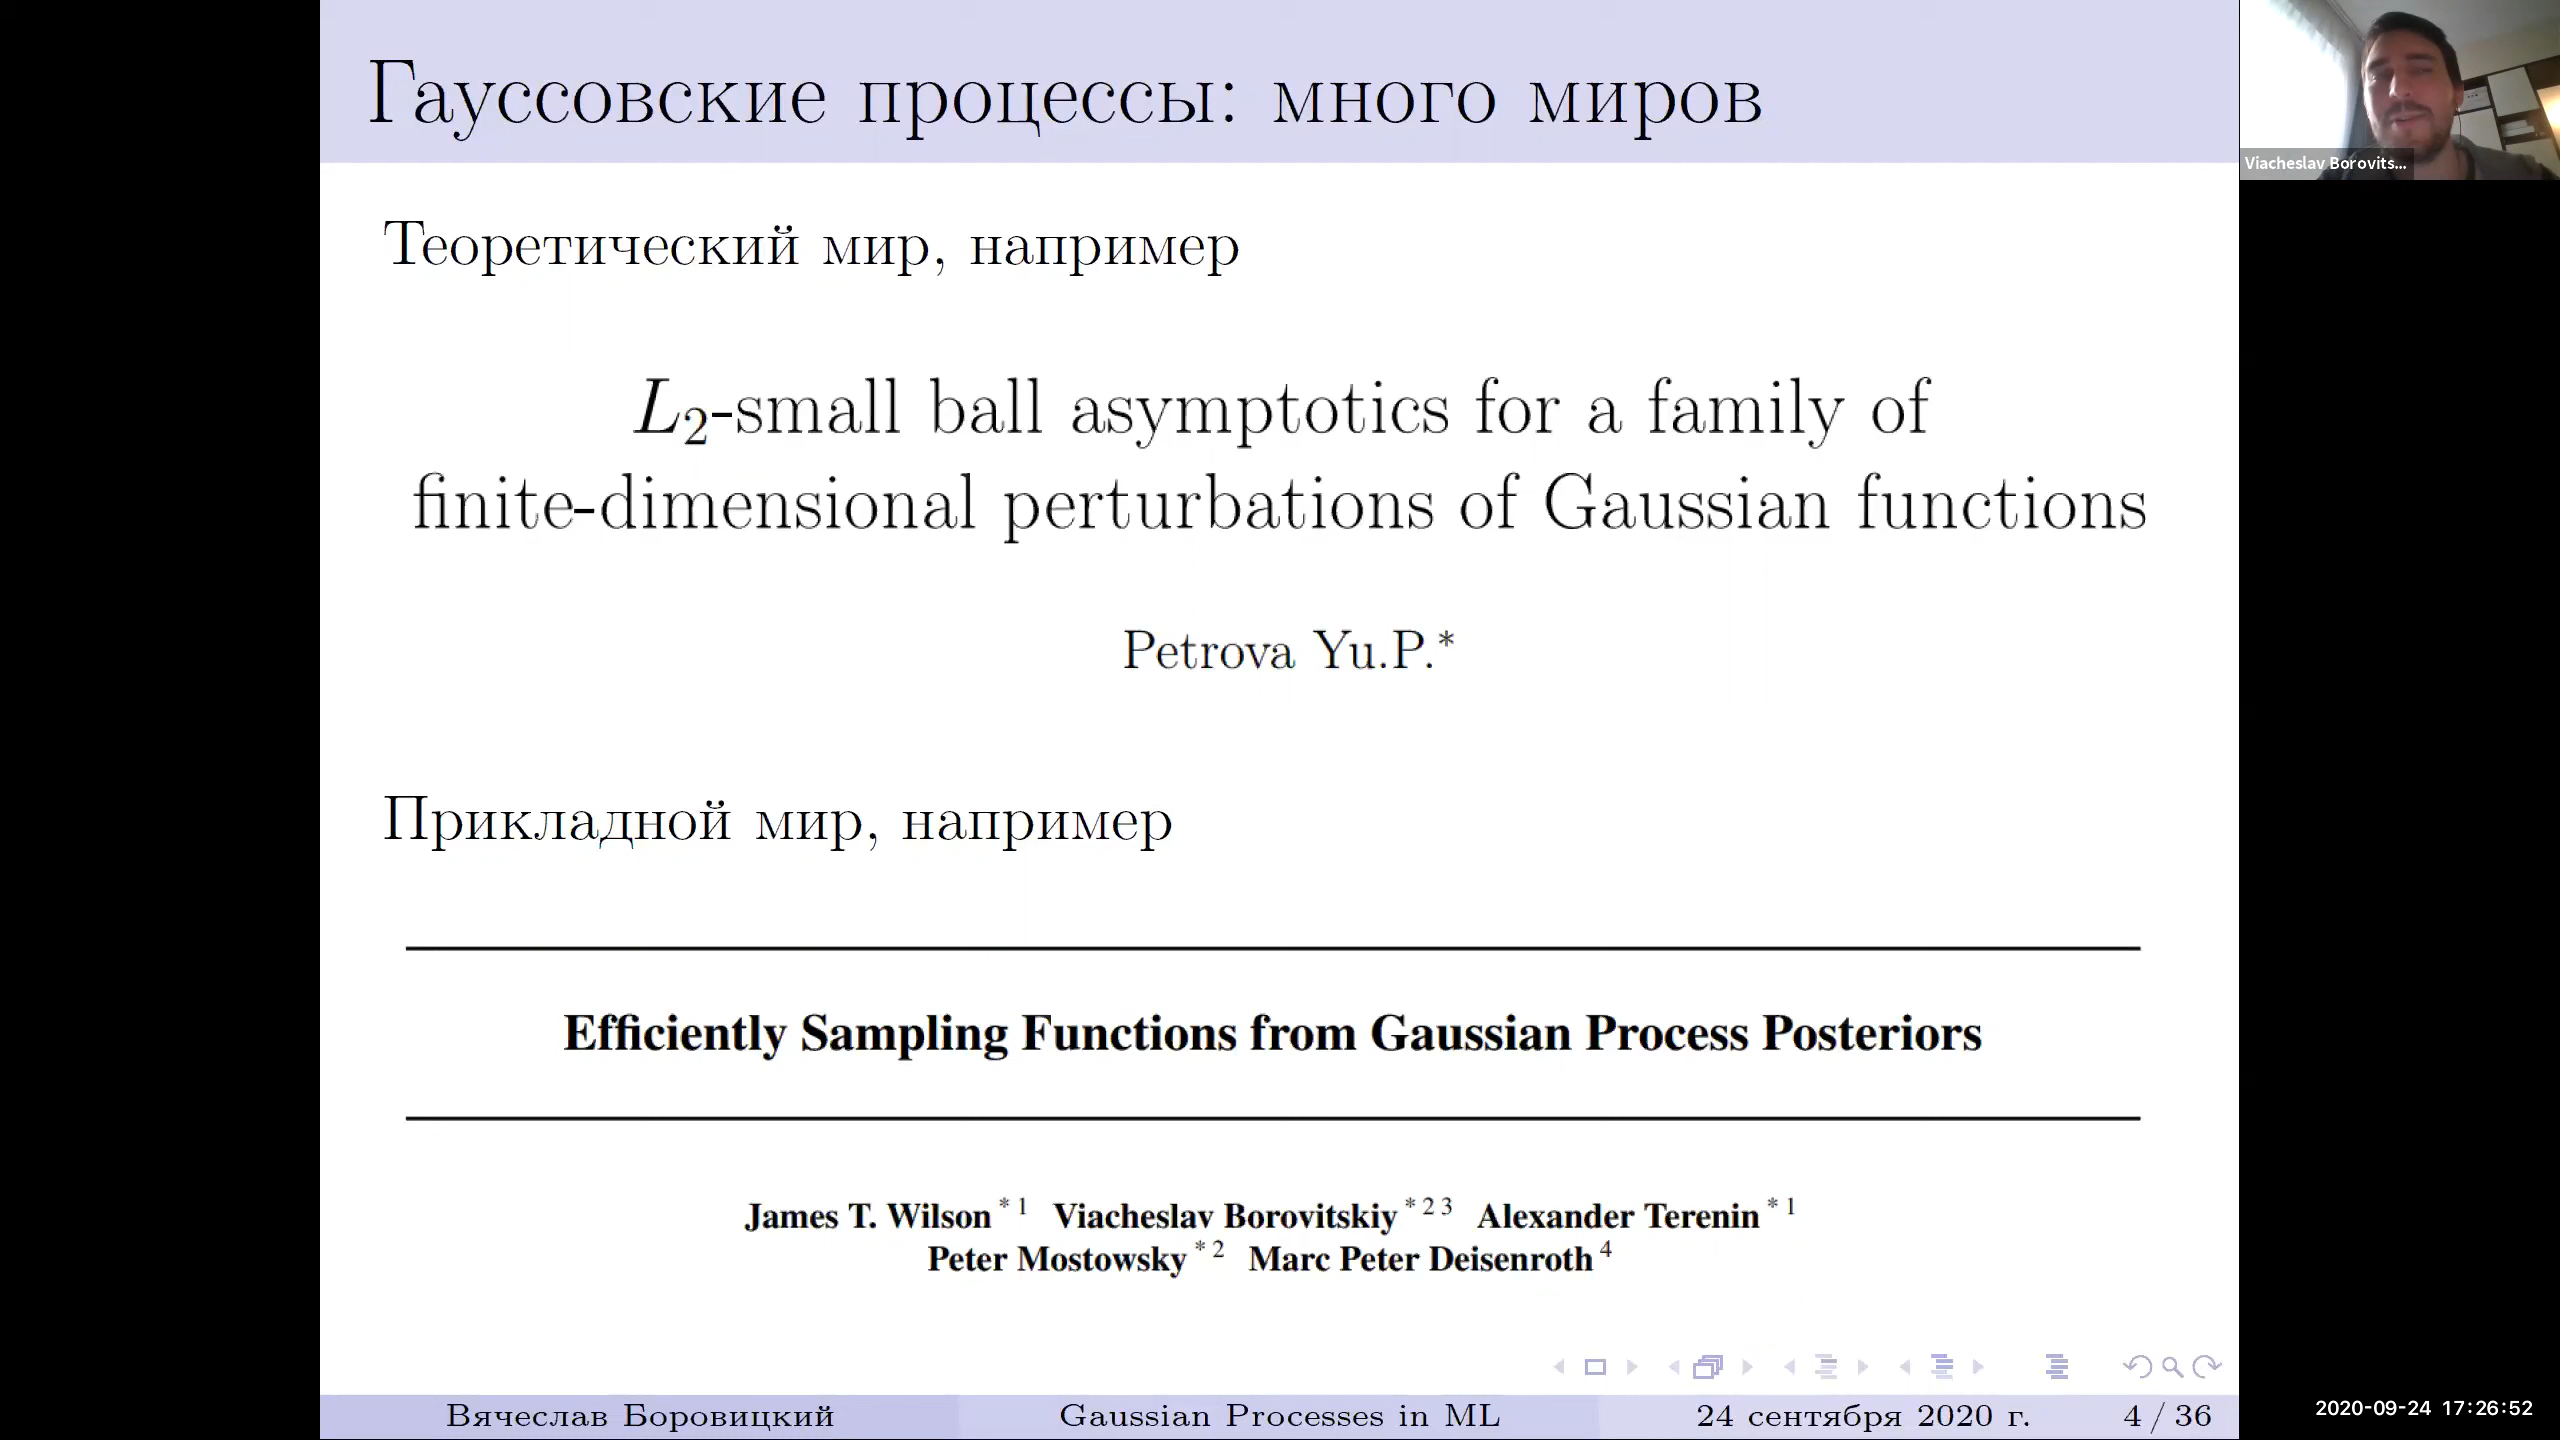 Гауссовские процессы: много миров
Viacheslav Borovits...
Теоретический мир, например
L₂-small ball asymptotics for a family of
finite-dimensional perturbations of Gaussian functions
Petrova Yu.P.*
Прикладной мир, например
Efficiently Sampling Functions from Gaussian Process Posteriors
James T. Wilson * 1 Viacheslav Borovitskiy * 2 3 Alexander Terenin * 1
Peter Mostowsky * 2 Marc Peter Deisenroth 4
Вячеслав Боровицкий Gaussian Processes in ML 24 сентября 2020 г. 4 / 36
2020-09-24 17:26:52